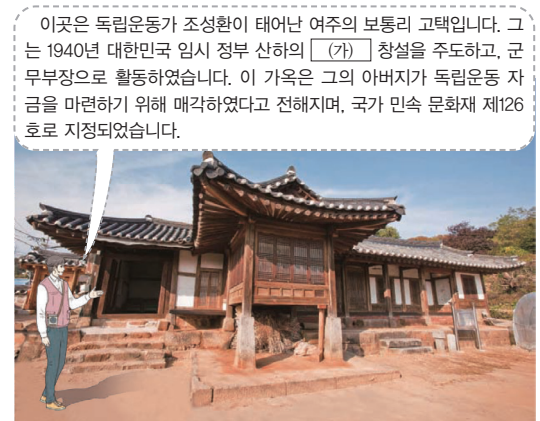 이곳은 독립운동가 조성환이 태어난 여주의 보통리 고택입니다. 그
는 1940년 대한민국 임시 정부 산하의 (가) 창설을 주도하고, 군
무부장으로 활동하였습니다. 이 가옥은 그의 아버지가 독립운동 자
금을 마련하기 위해 매각하였다고 전해지며, 국가 민속 문화재 제126
호로 지정되었습니다.